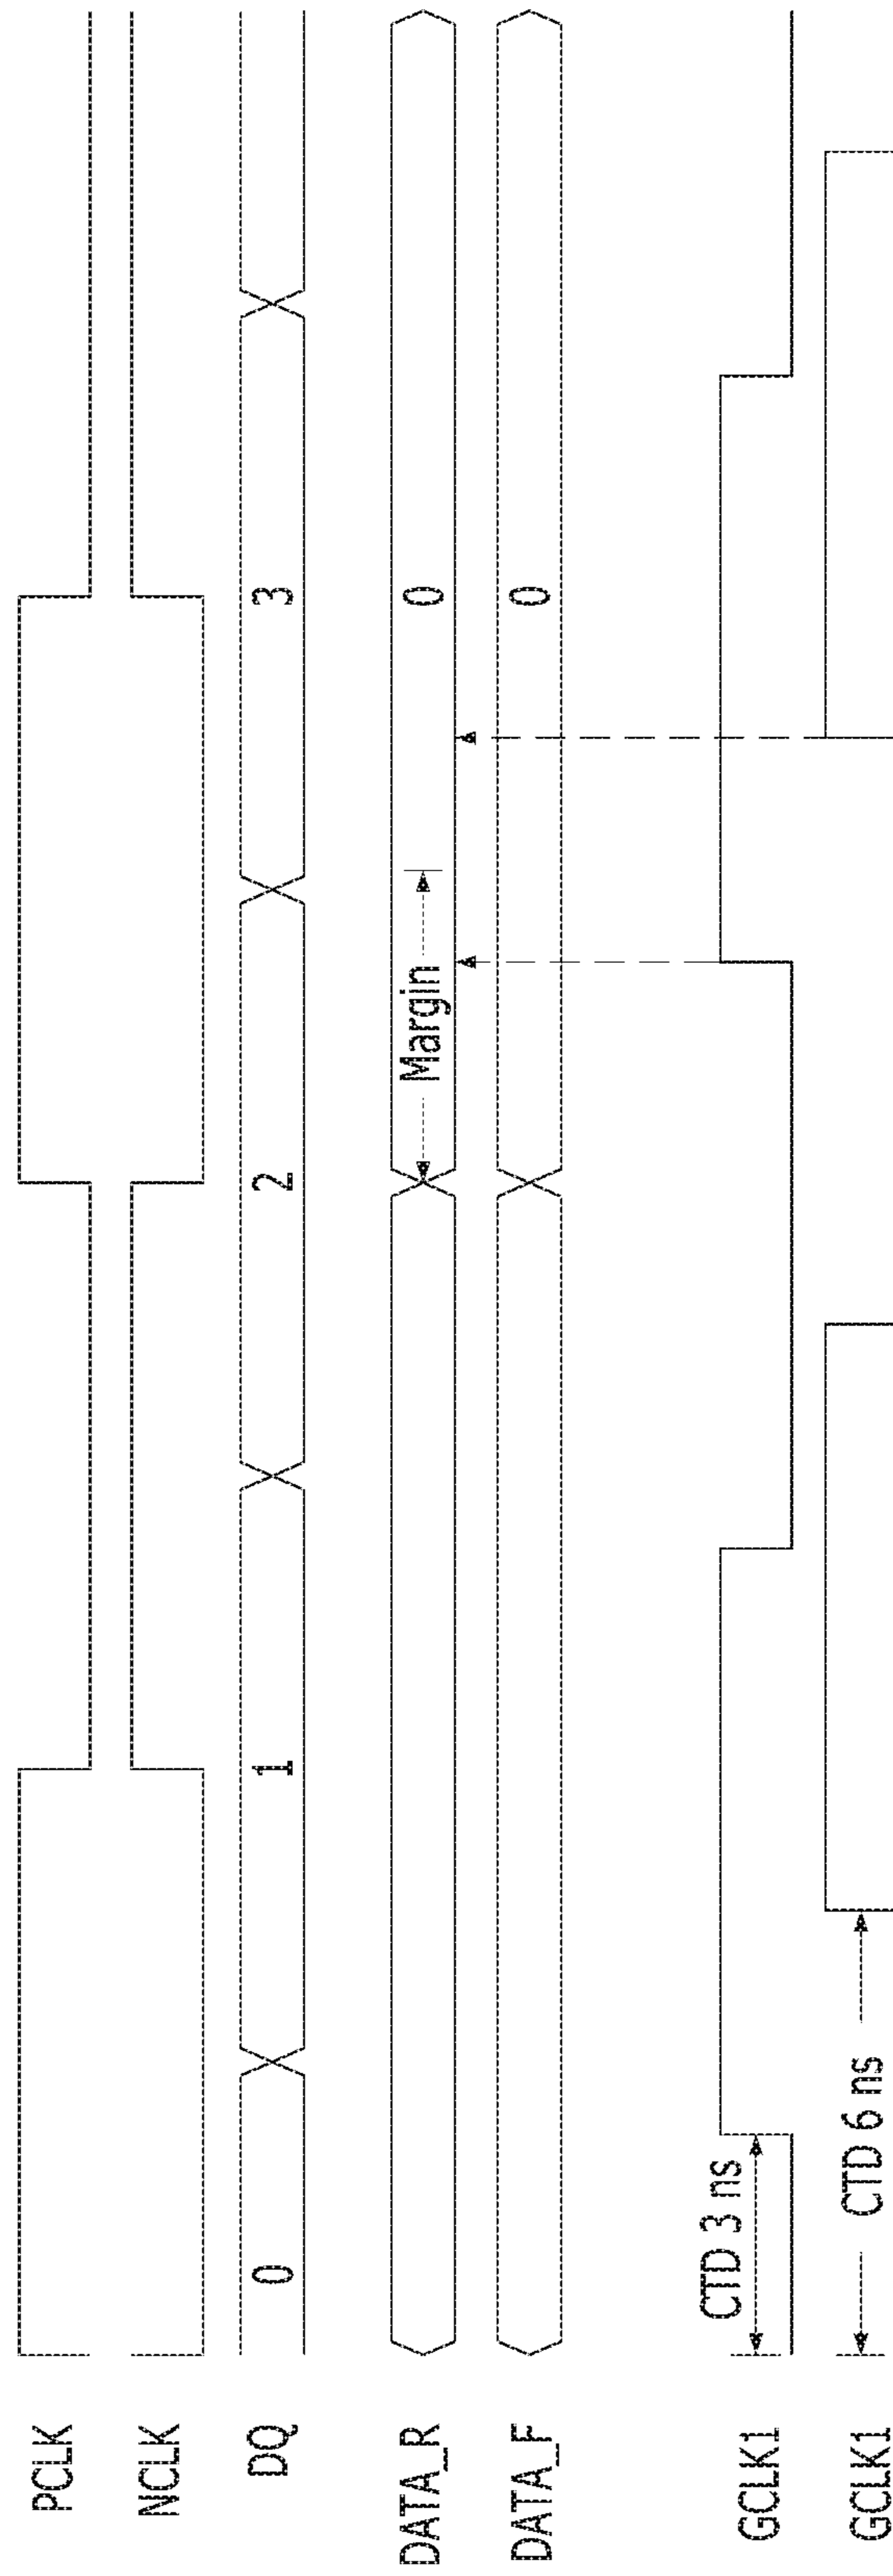 PCLK
NCLK
DQ 0 1 2 3
DATA_R Margin 0
DATA_F 0
GCLK1 CTD 3 ns
GCLK1 CTD 6 ns